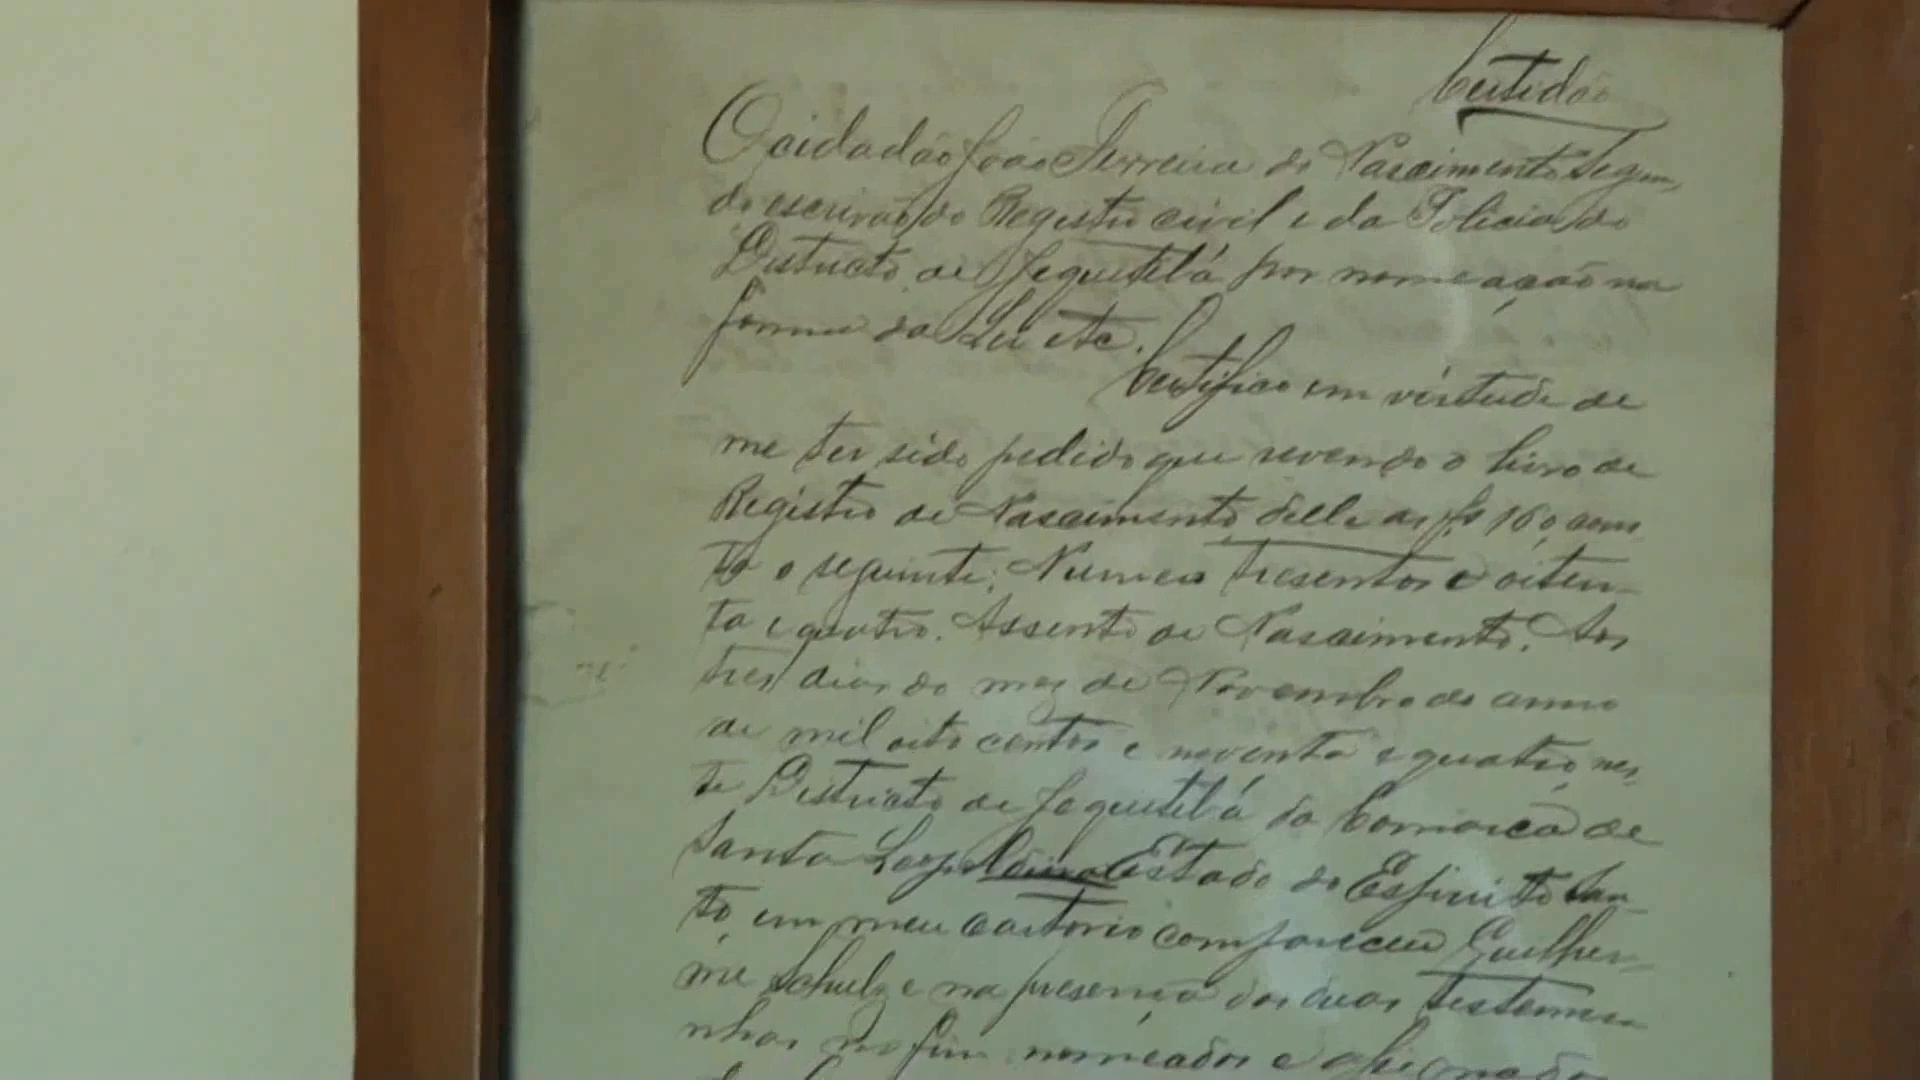 Certidão
O cidadão João Ferreira do Nascimento Segun-
do escrivão do Registro civil e da Policia do
Districto de Jequitibá por nomeação na
forma da Lei etc.
Certifico em virtude de
me ter sido pedido que revendo o livro de
Registro de Nascimento delle as fs 160, cons
ta o seguinte: Numero tresentos e oiten-
ta e quatro. Assento de Nascimento. Aos
tres dias do mez de Novembro do anno
de mil oito centos e noventa e quatro, nes-
te Districto de Jequitibá da Comarca de
Santa Leopoldina Estado do Espirito San-
to, em meu cartorio compareceu Guilher-
me Schulz e na presença das duas testemu-
nhas no fim nomeados e